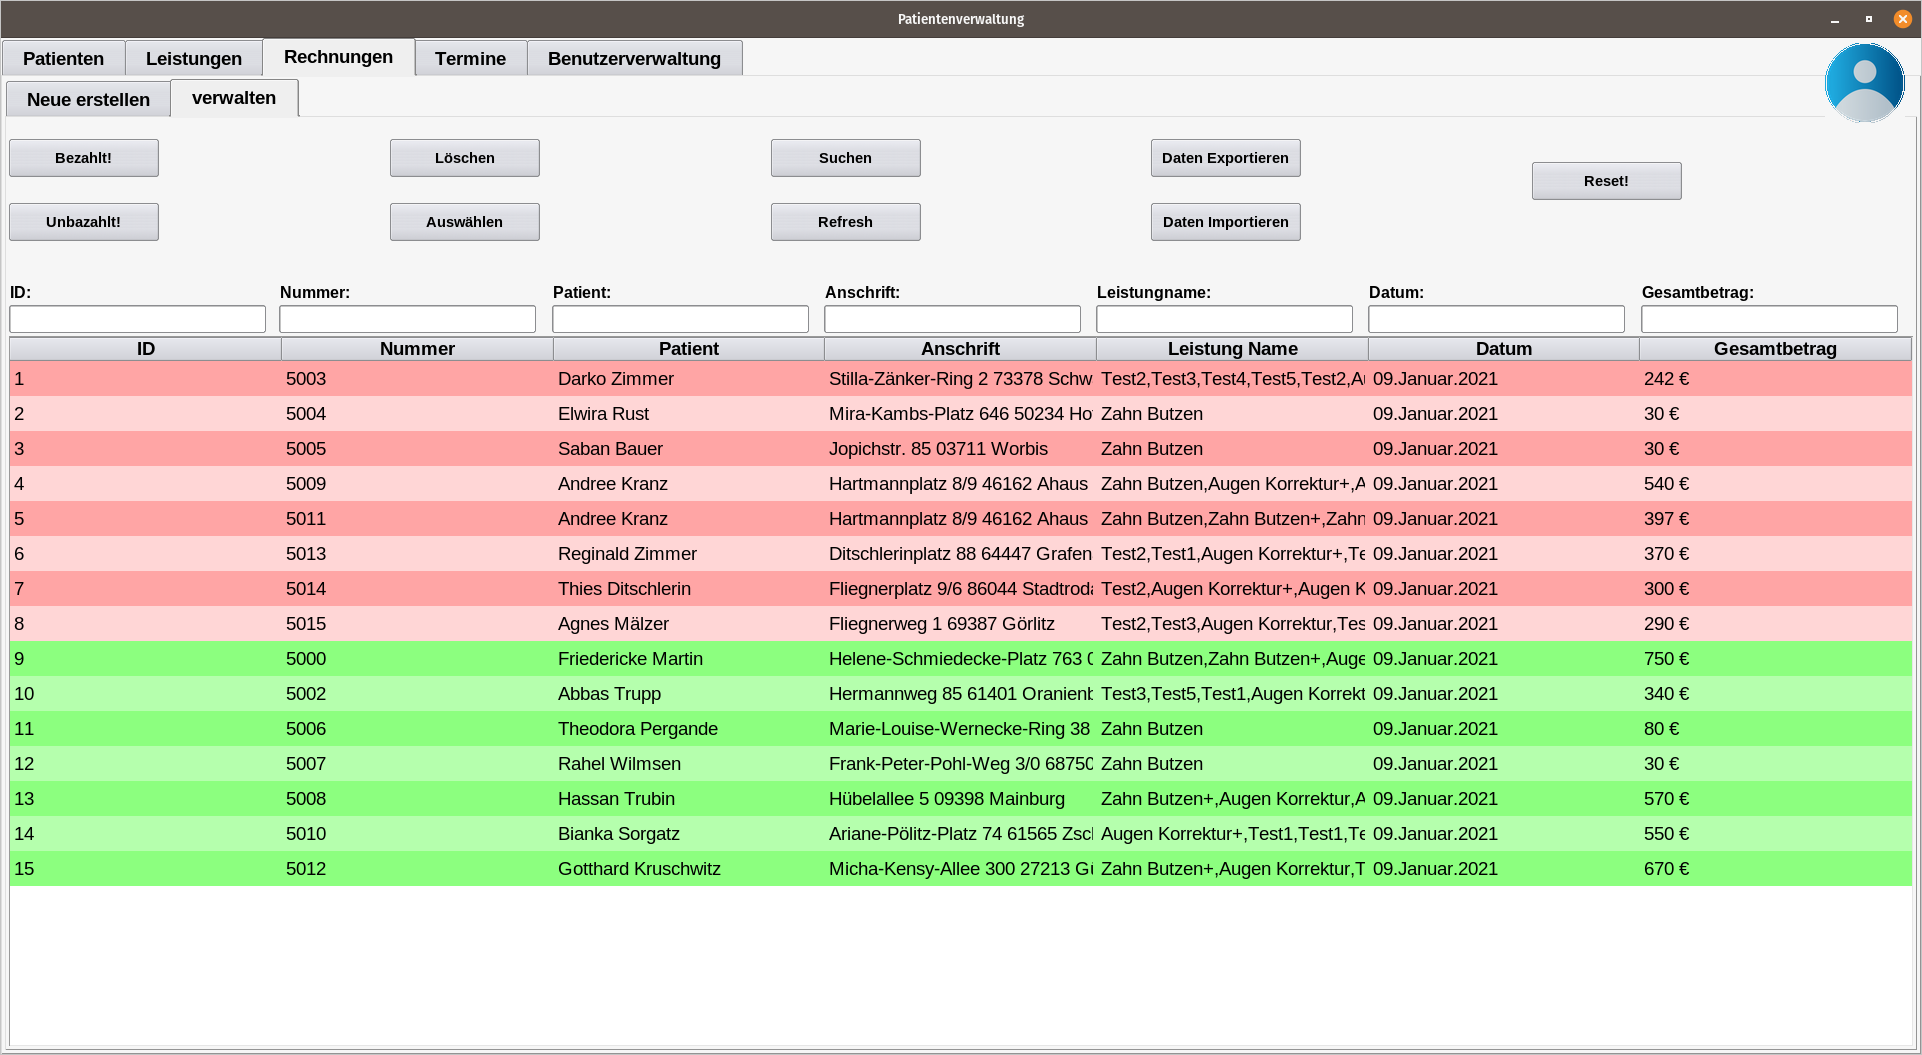 Patientenverwaltung
Patienten Leistungen Rechnungen Termine Benutzerverwaltung
Neue erstellen verwalten
Bezahlt! Löschen Suchen Daten Exportieren Reset!
Unbazahlt! Auswählen Refresh Daten Importieren
ID: Nummer: Patient: Anschrift: Leistungname: Datum: Gesamtbetrag:
ID Nummer Patient Anschrift Leistung Name Datum Gesamtbetrag
1 5003 Darko Zimmer Stilla-Zänker-Ring 2 73378 Schw Test2,Test3,Test4,Test5,Test2,A 09.Januar.2021 242 €
2 5004 Elwira Rust Mira-Kambs-Platz 646 50234 Ho Zahn Butzen 09.Januar.2021 30 €
3 5005 Saban Bauer Jopichstr. 85 03711 Worbis Zahn Butzen 09.Januar.2021 30 €
4 5009 Andree Kranz Hartmannplatz 8/9 46162 Ahaus Zahn Butzen,Augen Korrektur+,A 09.Januar.2021 540 €
5 5011 Andree Kranz Hartmannplatz 8/9 46162 Ahaus Zahn Butzen,Zahn Butzen+,Zahn 09.Januar.2021 397 €
6 5013 Reginald Zimmer Ditschlerinplatz 88 64447 Grafen Test2,Test1,Augen Korrektur+,Te 09.Januar.2021 370 €
7 5014 Thies Ditschlerin Fliegnerplatz 9/6 86044 Stadtroda Test2,Augen Korrektur+,Augen K 09.Januar.2021 300 €
8 5015 Agnes Mälzer Fliegnerweg 1 69387 Görlitz Test2,Test3,Augen Korrektur,Tes 09.Januar.2021 290 €
9 5000 Friedericke Martin Helene-Schmiedecke-Platz 763 0 Zahn Butzen,Zahn Butzen+,Auge 09.Januar.2021 750 €
10 5002 Abbas Trupp Hermannweg 85 61401 Oranienb Test3,Test5,Test1,Augen Korrekt 09.Januar.2021 340 €
11 5006 Theodora Pergande Marie-Louise-Wernecke-Ring 38 Zahn Butzen 09.Januar.2021 80 €
12 5007 Rahel Wilmsen Frank-Peter-Pohl-Weg 3/0 68750 Zahn Butzen 09.Januar.2021 30 €
13 5008 Hassan Trubin Hübelallee 5 09398 Mainburg Zahn Butzen+,Augen Korrektur,A 09.Januar.2021 570 €
14 5010 Bianka Sorgatz Ariane-Pölitz-Platz 74 61565 Zsch Augen Korrektur+,Test1,Test1,Te 09.Januar.2021 550 €
15 5012 Gotthard Kruschwitz Micha-Kensy-Allee 300 27213 Gü Zahn Butzen+,Augen Korrektur,T 09.Januar.2021 670 €